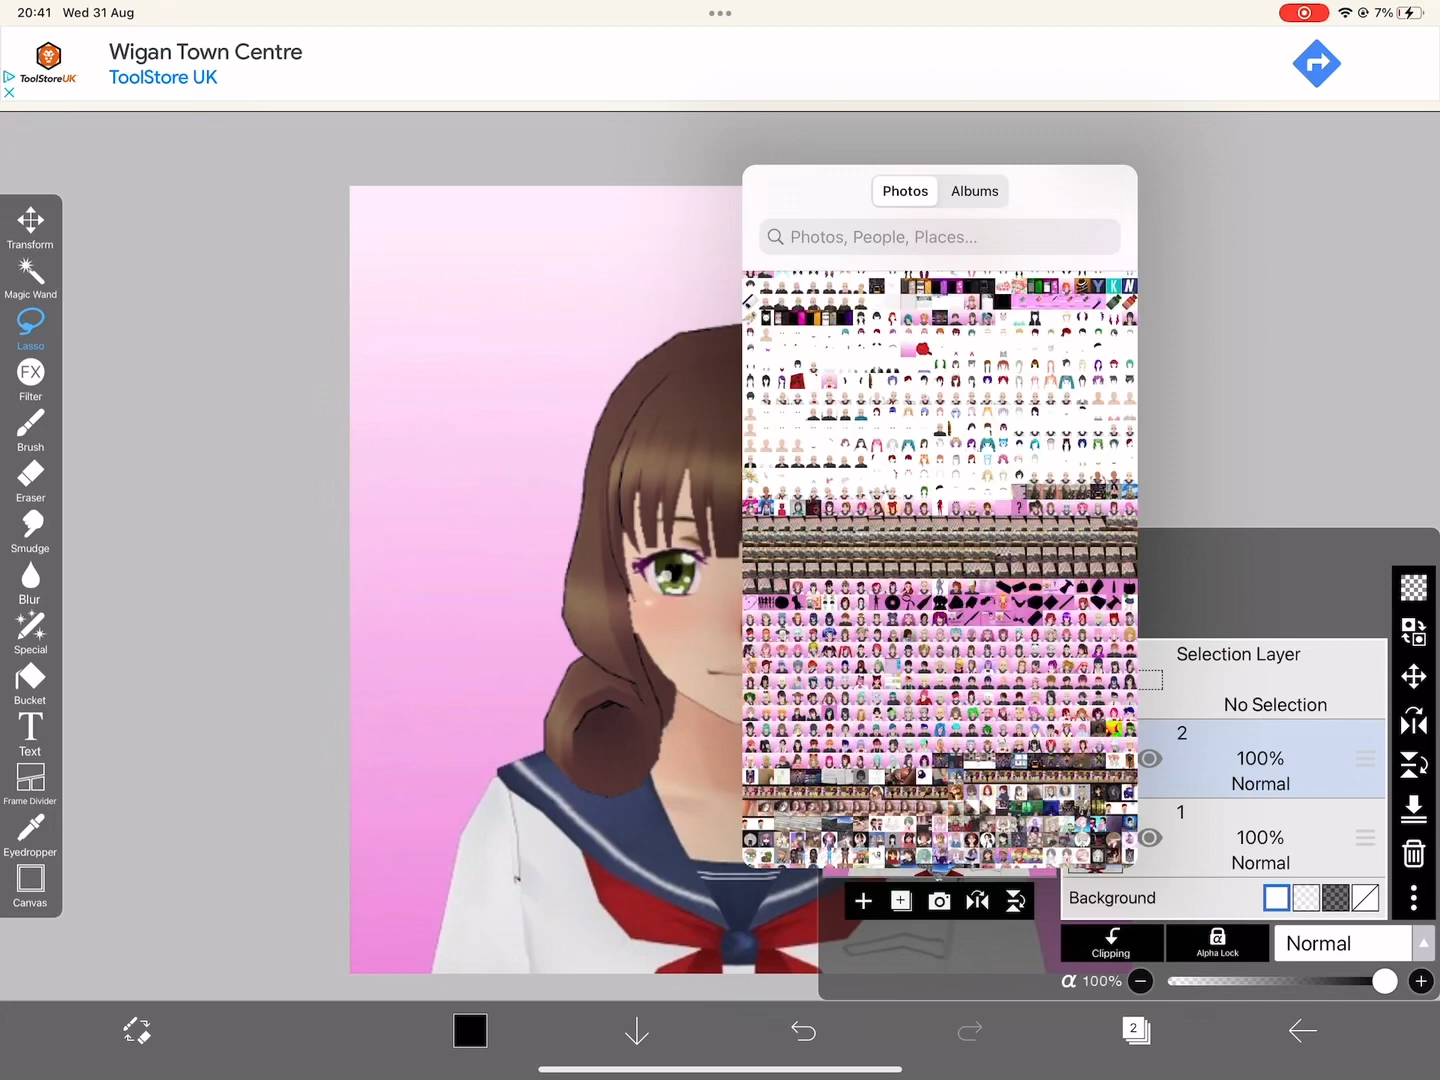 20:41 Wed 31 Aug
7%
Wigan Town Centre
ToolStore UK
ToolStoreUK
Photos
Albums
Photos, People, Places...
Transform
Magic Wand
Lasso
FX
Filter
Brush
Eraser
Smudge
Blur
Special
Bucket
T
Text
Frame Divider
Eyedropper
Canvas
Y K N
?
Selection Layer
No Selection
2
100%
Normal
1
100%
Normal
Background
Clipping
α
Alpha Lock
Normal
α 100%
2